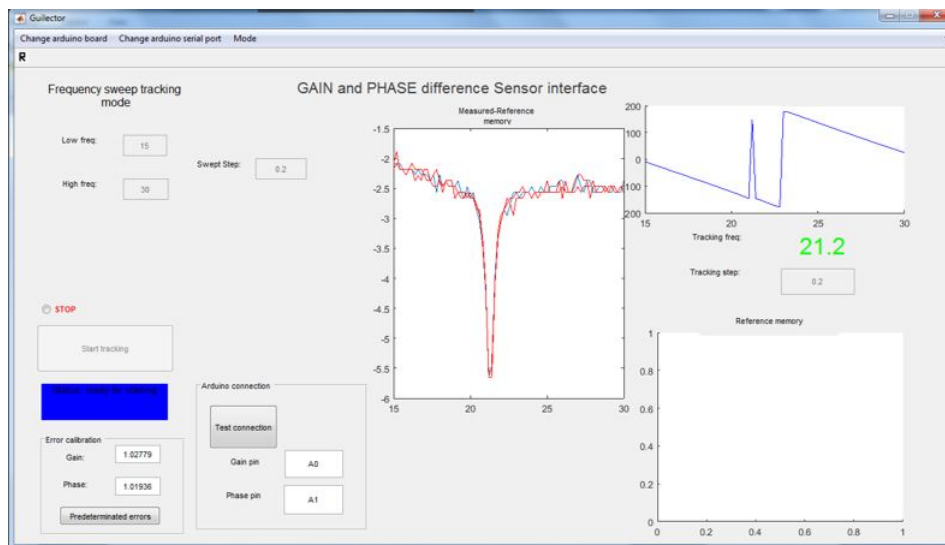 Guilector
Change arduino board Change arduino serial port Mode
R
Frequency sweep tracking
mode
GAIN and PHASE difference Sensor interface
Low freq: 15
High freq: 30
Swept Step: 0.2
Measured-Reference
memory
-1.5
-2
-2.5
-3
-3.5
-4
-4.5
-5
-5.5
-6
15 20 25 30
200
100
0
100
200
15 20 25 30
Tracking freq: 21.2
Tracking step: 0.2
STOP
Start tracking
Error calibration
Gain: 1.02779
Phase: 1.01936
Predeterminated errors
Arduino connection
Test connection
Gain pin A0
Phase pin A1
Reference memory
1
0.8
0.6
0.4
0.2
0
0 0.2 0.4 0.6 0.8 1